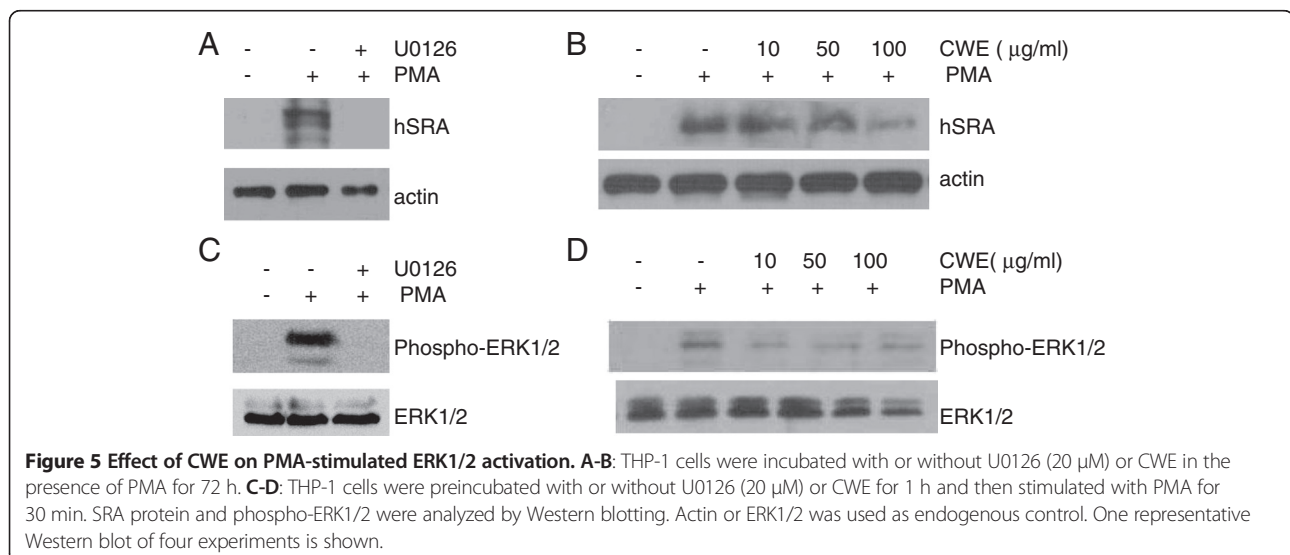 A
- - + U0126
- + + PMA
hSRA
actin
B
- - 10 50 100 CWE ( μg/ml)
- + + + + PMA
hSRA
actin
C
- - + U0126
- + + PMA
Phospho-ERK1/2
ERK1/2
D
- - 10 50 100 CWE( μg/ml)
- + + + + PMA
Phospho-ERK1/2
ERK1/2
Figure 5 Effect of CWE on PMA-stimulated ERK1/2 activation. A-B: THP-1 cells were incubated with or without U0126 (20 μM) or CWE in the
presence of PMA for 72 h. C-D: THP-1 cells were preincubated with or without U0126 (20 μM) or CWE for 1 h and then stimulated with PMA for
30 min. SRA protein and phospho-ERK1/2 were analyzed by Western blotting. Actin or ERK1/2 was used as endogenous control. One representative
Western blot of four experiments is shown.